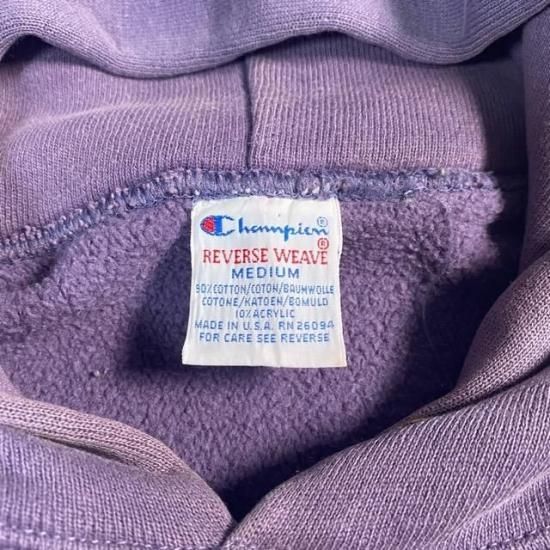 Champion®
REVERSE WEAVE®
MEDIUM
90% COTTON/COTON/BAUMWOLLE
COTONE/KATOEN/BOMULD
10% ACRYLIC
MADE IN U.S.A. RN 26094
FOR CARE SEE REVERSE